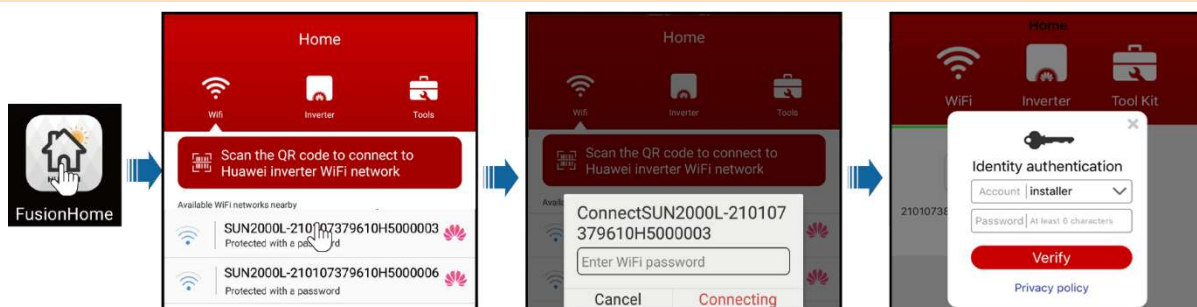 FusionHome
Home
Wifi
Inverter
Tools
Scan the QR code to connect to
Huawei inverter WiFi network
Available WiFi networks nearby
SUN2000L-210107379610H5000003
Protected with a password
SUN2000L-210107379610H5000006
Protected with a password
Home
Wifi
Inverter
Tools
Scan the QR code to connect to
Huawei inverter WiFi network
ConnectSUN2000L-210107
379610H5000003
Enter WiFi password
Cancel
Connecting
Home
WiFi
Inverter
Tool Kit
2101073
Identity authentication
Account installer
Password At least 6 characters
Verify
Privacy policy